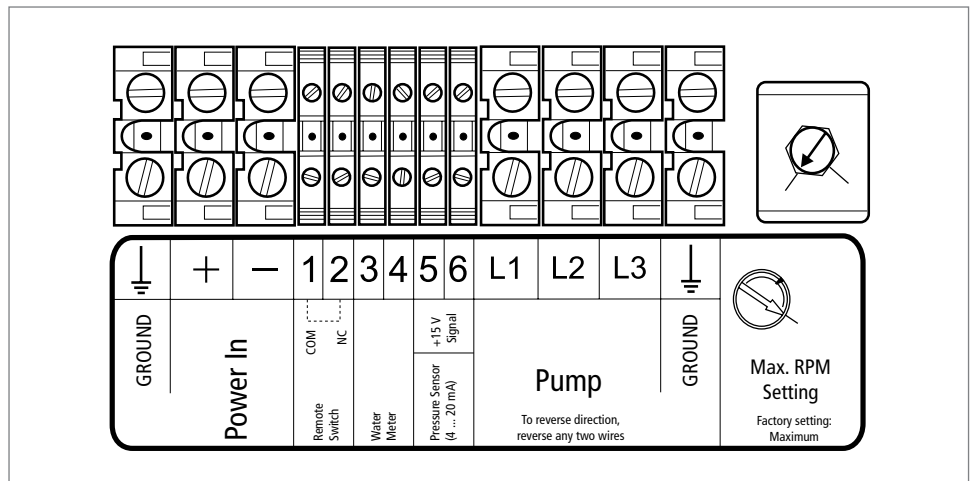 + − 1 2 3 4 5 6 L1 L2 L3
GROUND
Power In
COM
NC
Remote
Switch
Water
Meter
+15 V
Signal
Pressure Sensor
(4 ... 20 mA)
Pump
To reverse direction,
reverse any two wires
GROUND
Max. RPM
Setting
Factory setting:
Maximum